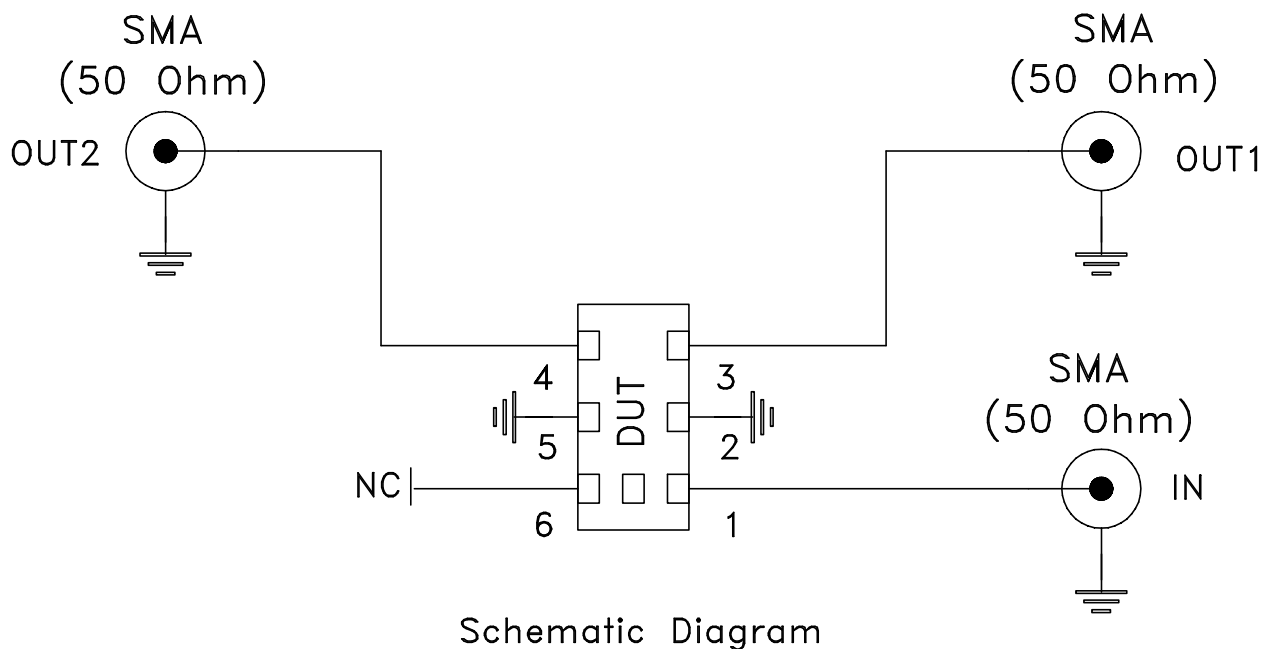 SMA
(50 Ohm)
OUT2
SMA
(50 Ohm)
OUT1
SMA
(50 Ohm)
IN
4
3
DUT
5
2
NC
6
1
Schematic Diagram